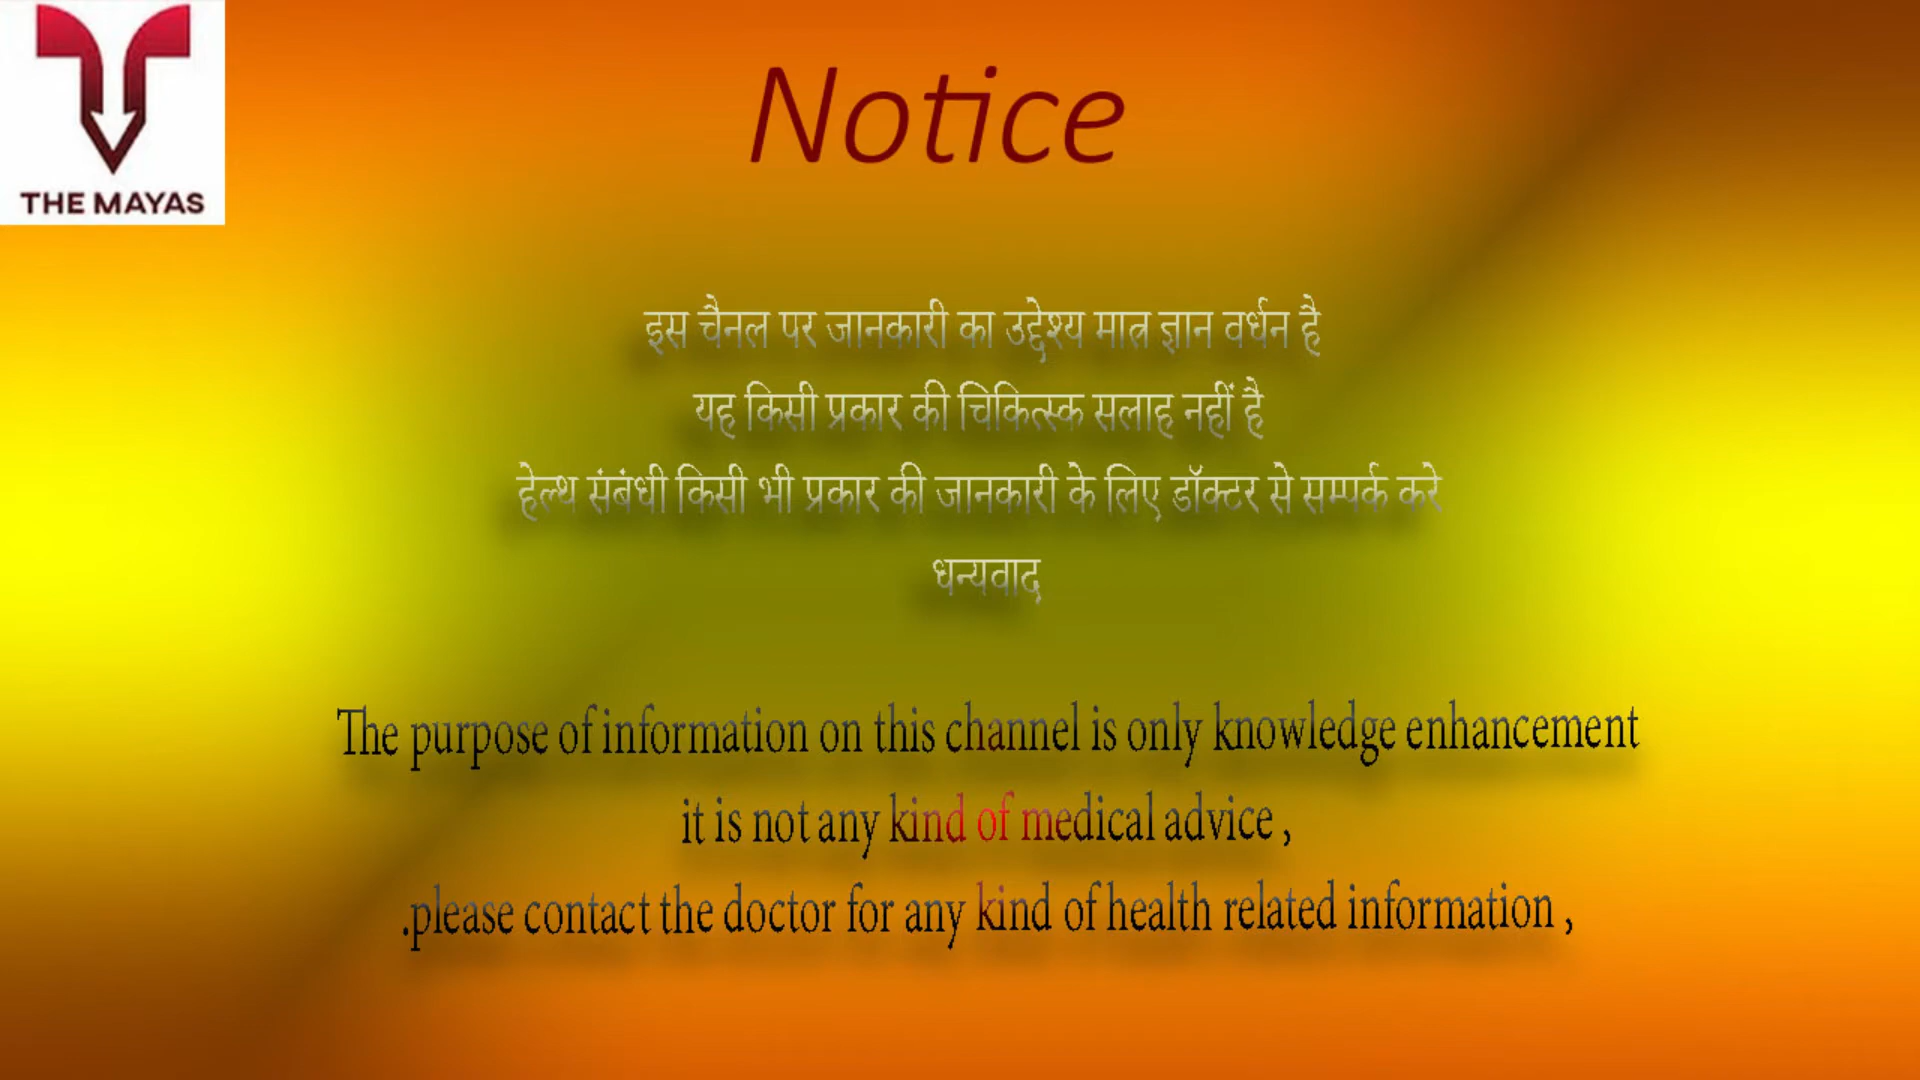 THE MAYAS
Notice
इस चैनल पर जानकारी का उद्देश्य मात्र ज्ञान वर्धन है
यह किसी प्रकार की चिकित्स्क सलाह नहीं है
हेल्थ संबंधी किसी भी प्रकार की जानकारी के लिए डॉक्टर से सम्पर्क करे
धन्यवाद
The purpose of information on this channel is only knowledge enhancement
it is not any kind of medical advice ,
.please contact the doctor for any kind of health related information ,